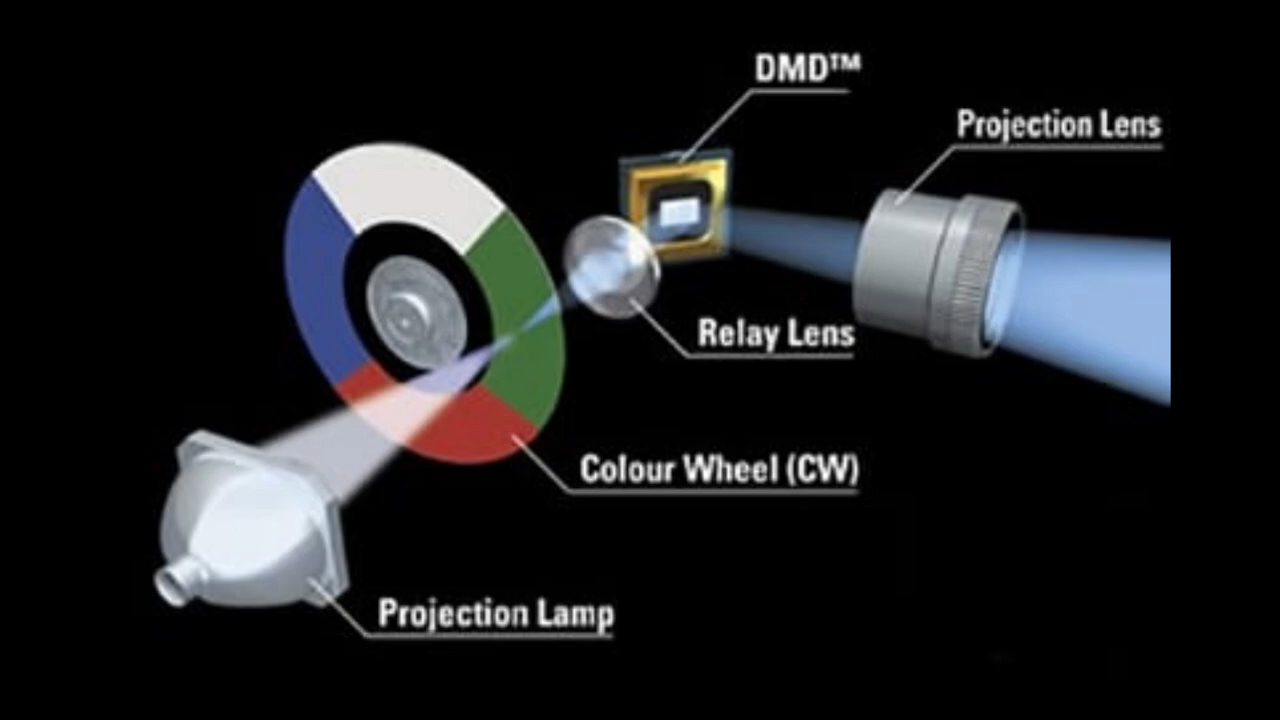 DMD™
Projection Lens
Relay Lens
Colour Wheel (CW)
Projection Lamp